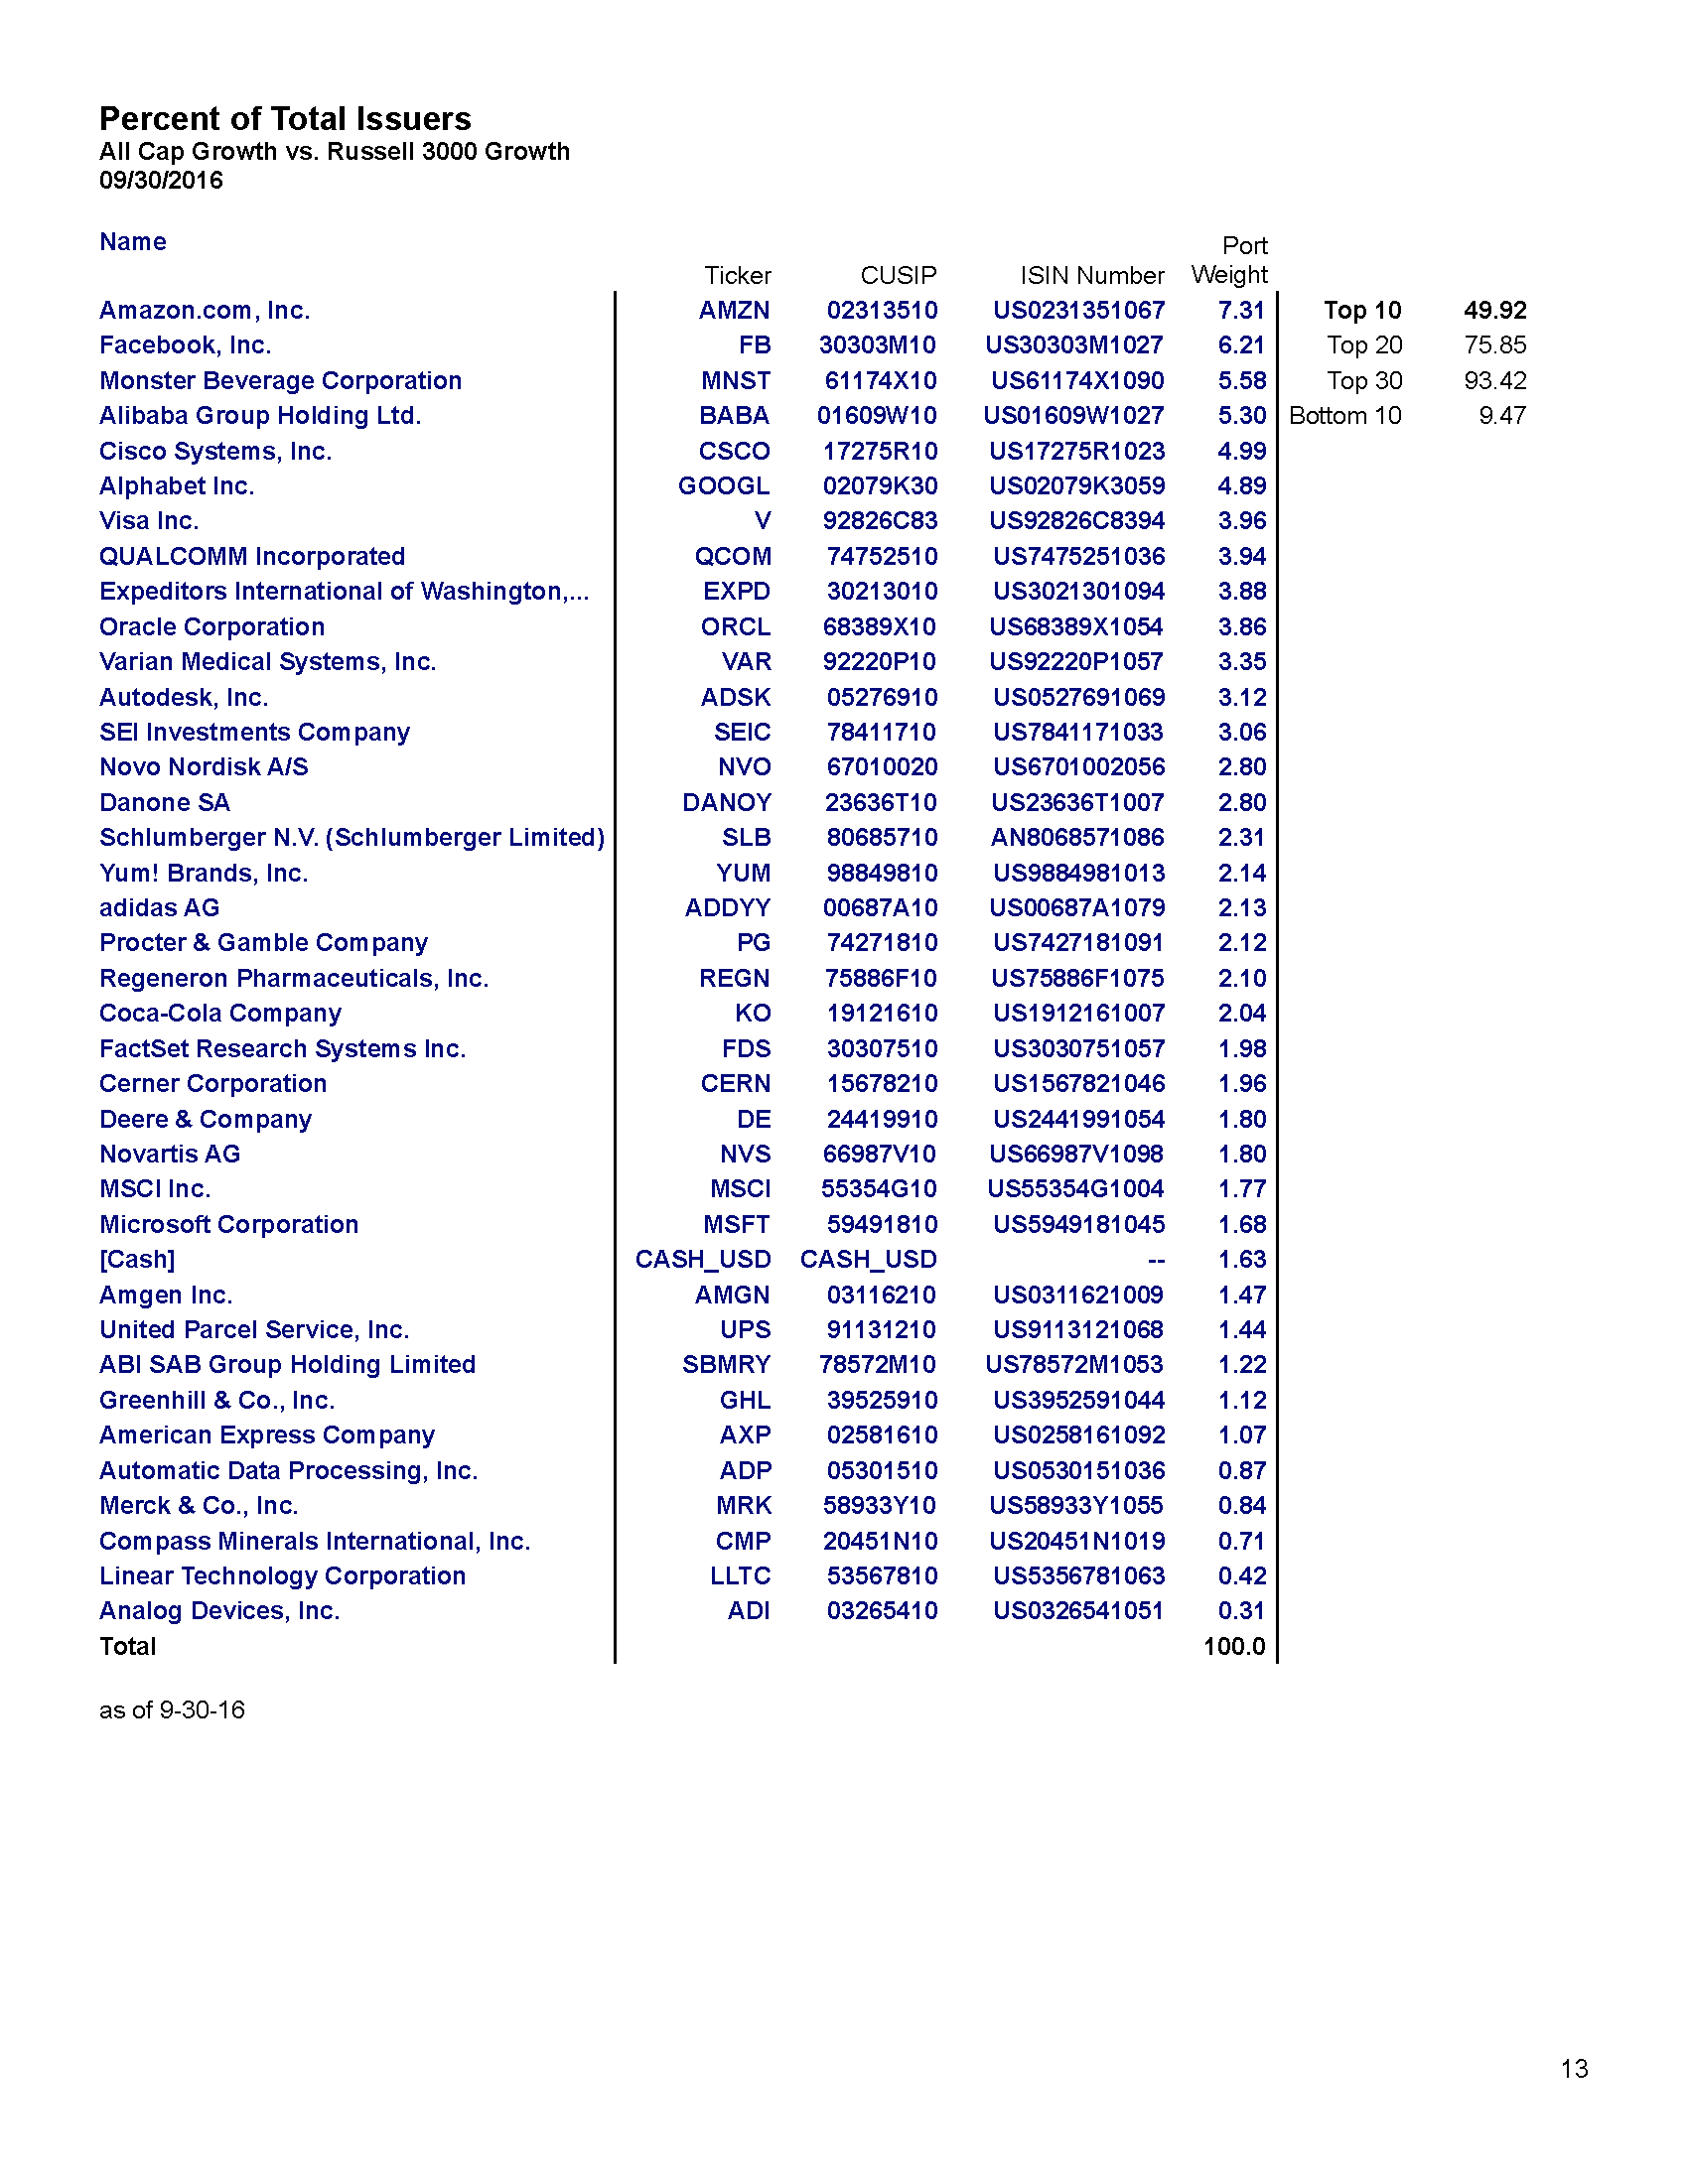 Percent of Total Issuers
All Cap Growth vs. Russell 3000 Growth
09/30/2016
Name Ticker CUSIP ISIN Number Port Weight
Amazon.com, Inc. AMZN 02313510 US0231351067 7.31 Top 10 49.92
Facebook, Inc. FB 30303M10 US30303M1027 6.21 Top 20 75.85
Monster Beverage Corporation MNST 61174X10 US61174X1090 5.58 Top 30 93.42
Alibaba Group Holding Ltd. BABA 01609W10 US01609W1027 5.30 Bottom 10 9.47
Cisco Systems, Inc. CSCO 17275R10 US17275R1023 4.99
Alphabet Inc. GOOGL 02079K30 US02079K3059 4.89
Visa Inc. V 92826C83 US92826C8394 3.96
QUALCOMM Incorporated QCOM 74752510 US7475251036 3.94
Expeditors International of Washington,... EXPD 30213010 US3021301094 3.88
Oracle Corporation ORCL 68389X10 US68389X1054 3.86
Varian Medical Systems, Inc. VAR 92220P10 US92220P1057 3.35
Autodesk, Inc. ADSK 05276910 US0527691069 3.12
SEI Investments Company SEIC 78411710 US7841171033 3.06
Novo Nordisk A/S NVO 67010020 US6701002056 2.80
Danone SA DANOY 23636T10 US23636T1007 2.80
Schlumberger N.V. (Schlumberger Limited) SLB 80685710 AN8068571086 2.31
Yum! Brands, Inc. YUM 98849810 US9884981013 2.14
adidas AG ADDYY 00687A10 US00687A1079 2.13
Procter & Gamble Company PG 74271810 US7427181091 2.12
Regeneron Pharmaceuticals, Inc. REGN 75886F10 US75886F1075 2.10
Coca-Cola Company KO 19121610 US1912161007 2.04
FactSet Research Systems Inc. FDS 30307510 US3030751057 1.98
Cerner Corporation CERN 15678210 US1567821046 1.96
Deere & Company DE 24419910 US2441991054 1.80
Novartis AG NVS 66987V10 US66987V1098 1.80
MSCI Inc. MSCI 55354G10 US55354G1004 1.77
Microsoft Corporation MSFT 59491810 US5949181045 1.68
[Cash] CASH_USD CASH_USD -- 1.63
Amgen Inc. AMGN 03116210 US0311621009 1.47
United Parcel Service, Inc. UPS 91131210 US9113121068 1.44
ABI SAB Group Holding Limited SBMRY 78572M10 US78572M1053 1.22
Greenhill & Co., Inc. GHL 39525910 US3952591044 1.12
American Express Company AXP 02581610 US0258161092 1.07
Automatic Data Processing, Inc. ADP 05301510 US0530151036 0.87
Merck & Co., Inc. MRK 58933Y10 US58933Y1055 0.84
Compass Minerals International, Inc. CMP 20451N10 US20451N1019 0.71
Linear Technology Corporation LLTC 53567810 US5356781063 0.42
Analog Devices, Inc. ADI 03265410 US0326541051 0.31
Total 100.0
as of 9-30-16
13